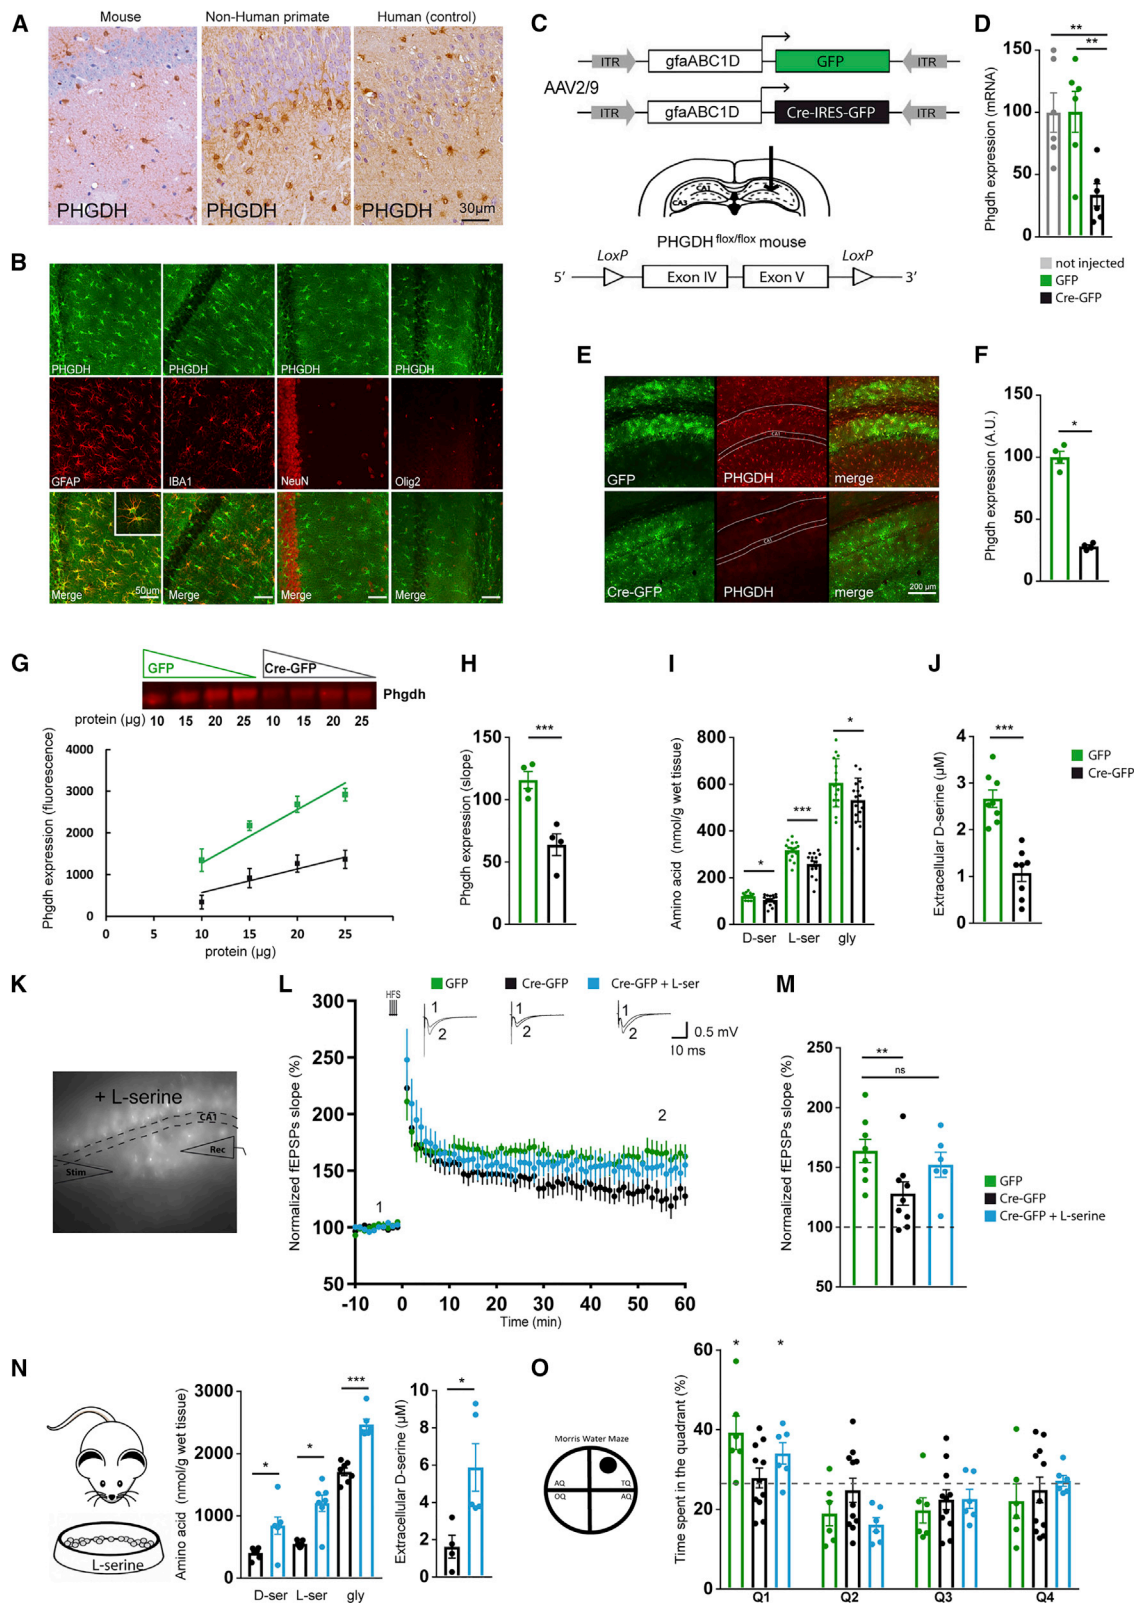 A
Mouse
Non-Human primate
Human (control)
PHGDH
PHGDH
PHGDH
30µm
B
PHGDH
PHGDH
PHGDH
PHGDH
GFAP
IBA1
NeuN
Olig2
Merge
50µm
Merge
Merge
Merge
C
ITR
gfaABC1D
GFP
ITR
AAV2/9
ITR
gfaABC1D
Cre-IRES-GFP
ITR
CA1
CA3
PHGDH flox/flox mouse
LoxP
LoxP
5′
Exon IV
Exon V
3′
D
**
**
Phgdh expression (mRNA)
150
100
50
0
not injected
GFP
Cre-GFP
E
CA1
GFP
PHGDH
merge
CA1
Cre-GFP
PHGDH
merge
200 µm
F
Phgdh expression (A.U.)
150
100
50
0
*
G
GFP
Cre-GFP
Phgdh
protein (µg)
10 15 20 25 10 15 20 25
Phgdh expression (fluorescence)
4000
3000
2000
1000
0
0 5 10 15 20 25 30
protein (µg)
H
Phgdh expression (slope)
150
100
50
0
***
I
Amino acid (nmol/g wet tissue)
800
600
400
200
0
*
***
*
D-ser
L-ser
gly
J
Extracellular D-serine (µM)
4
3
2
1
0
***
GFP
Cre-GFP
K
+ L-serine
CA1
Rec
Stim
L
GFP
Cre-GFP
Cre-GFP + L-ser
HFS
1
2
1
2
1
2
0.5 mV
10 ms
Normalized fEPSPs slope (%)
300
250
200
150
100
50
1
2
-10 0 10 20 30 40 50 60
Time (min)
M
Normalized fEPSPs slope (%)
250
200
150
100
50
**
ns
GFP
Cre-GFP
Cre-GFP + L-serine
N
L-serine
Amino acid (nmol/g wet tissue)
3000
2000
1000
0
*
*
***
D-ser
L-ser
gly
Extracellular D-serine (µM)
10
8
6
4
2
0
*
O
Morris Water Maze
AQ
TQ
OQ
AQ
Time spent in the quadrant (%)
60
40
20
0
*
*
Q1
Q2
Q3
Q4